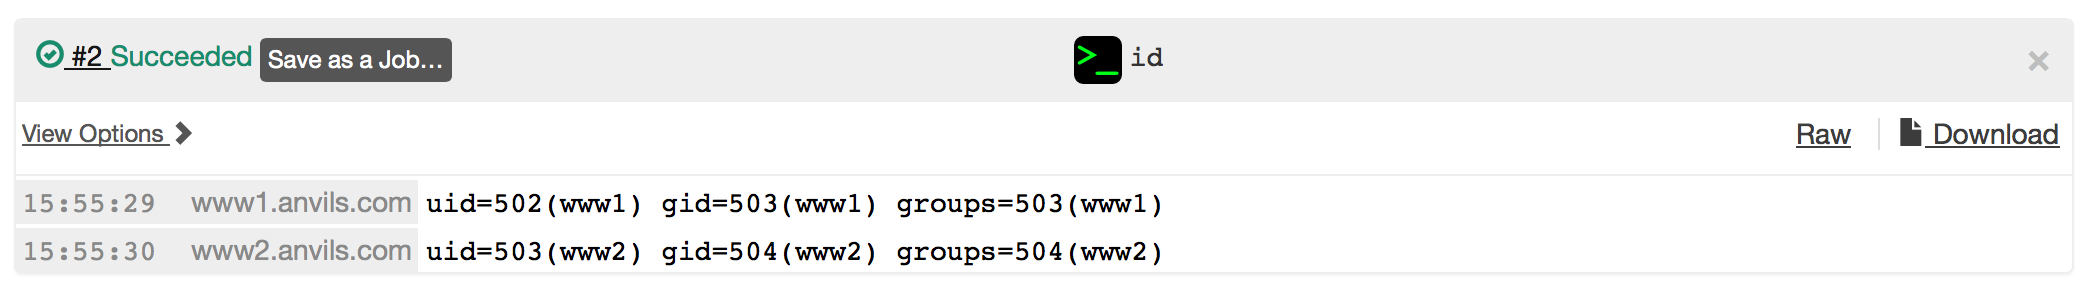 #2 Succeeded Save as a Job... >_ id ×
View Options Raw Download
15:55:29 www1.anvils.com uid=502(www1) gid=503(www1) groups=503(www1)
15:55:30 www2.anvils.com uid=503(www2) gid=504(www2) groups=504(www2)